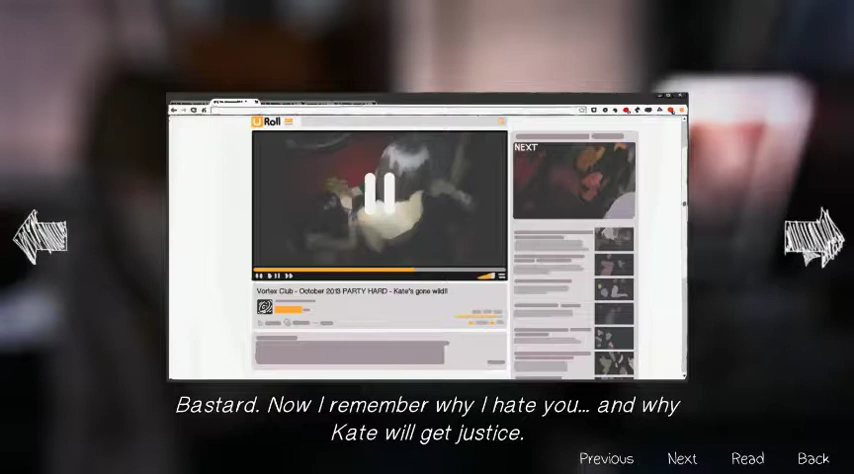 Roll
NEXT
Vortex Club - October 2013 PARTY HARD - Kate's gone wild!!
Bastard. Now I remember why I hate you... and why
Kate will get justice.
Previous Next Read Back